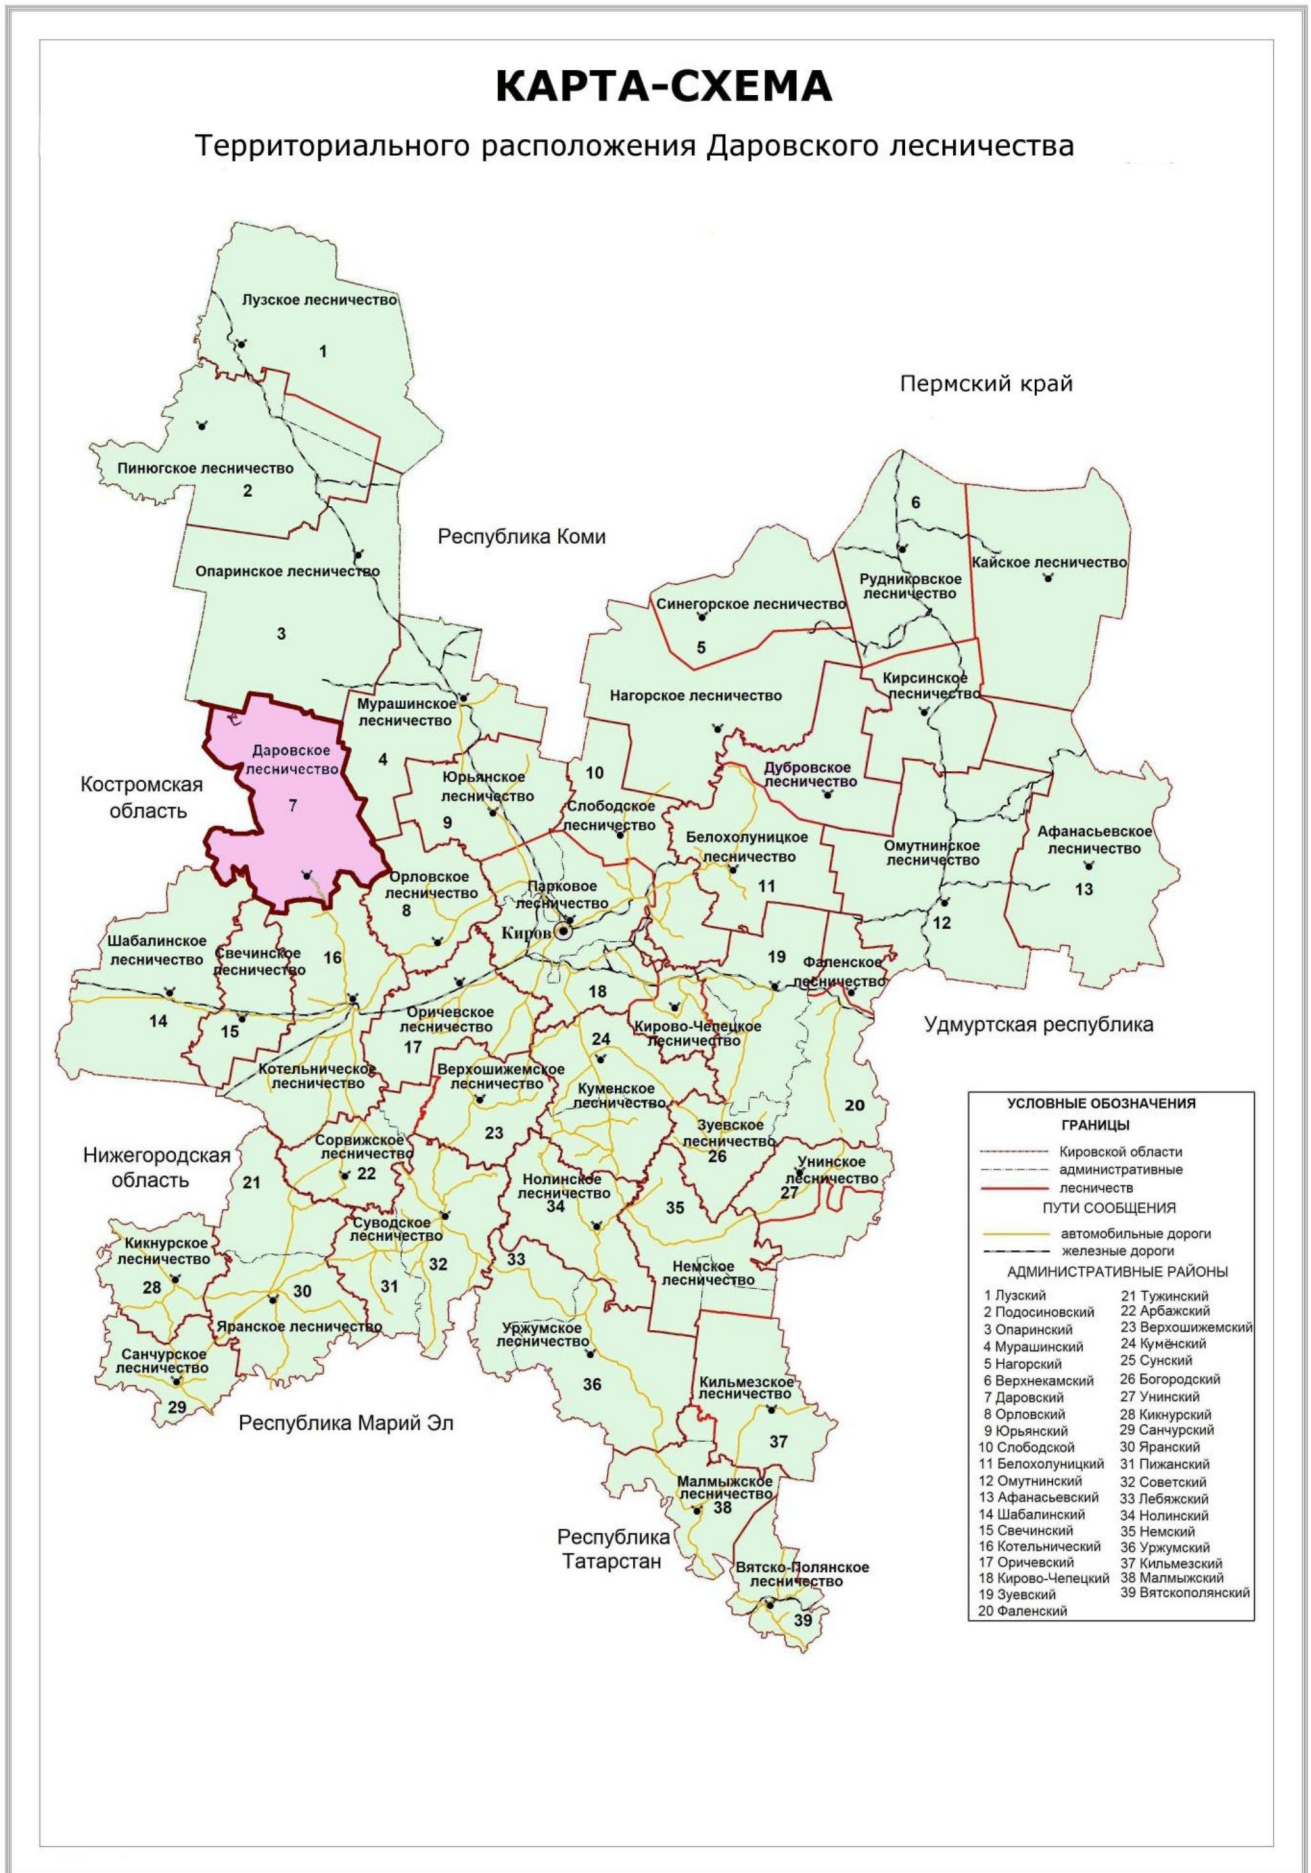 КАРТА-СХЕМА
Территориального расположения Даровского лесничества
Лузское лесничество
1
Пермский край
Пинюгское лесничество
2
6
Республика Коми
Опаринское лесничество
Кайское лесничество
Рудниковское
лесничество
Синегорское лесничество
3
5
Кирсинское
лесничество
Нагорское лесничество
Мурашинское
лесничество
Даровское
лесничество
4
10
Дубровское
лесничество
Костромская
область
Юрьянское
лесничество
7
Слободское
лесничество
9
Белохолуницкое
лесничество
Афанасьевское
лесничество
Омутнинское
лесничество
Орловское
лесничество
Парковое
лесничество
11
13
8
12
Киров
Шабалинское
лесничество
Свечинское
лесничество
16
19
Фаленское
лесничество
18
14
15
Оричевское
лесничество
Кирово-Чепецкое
лесничество
Удмуртская республика
24
17
Котельническое
лесничество
Верхошижемское
лесничество
Куменское
лесничество
20
23
Зуевское
лесничество
26
Сорвижское
лесничество
22
Нижегородская
область
21
Унинское
лесничество
27
Нолинское
лесничество
34
35
Суводское
лесничество
Кикнурское
лесничество
33
32
Немское
лесничество
28
31
30
Яранское лесничество
Уржумское
лесничество
Санчурское
лесничество
36
Кильмезское
лесничество
29
Республика Марий Эл
37
Малмыжское
лесничество
38
Республика
Татарстан
Вятско-Полянское
лесничество
39
УСЛОВНЫЕ ОБОЗНАЧЕНИЯ
ГРАНИЦЫ
Кировской области
административные
лесничеств
ПУТИ СООБЩЕНИЯ
автомобильные дороги
железные дороги
АДМИНИСТРАТИВНЫЕ РАЙОНЫ
1 Лузский
2 Подосиновский
3 Опаринский
4 Мурашинский
5 Нагорский
6 Верхнекамский
7 Даровский
8 Орловский
9 Юрьянский
10 Слободской
11 Белохолуницкий
12 Омутнинский
13 Афанасьевский
14 Шабалинский
15 Свечинский
16 Котельнический
17 Оричевский
18 Кирово-Чепецкий
19 Зуевский
20 Фаленский
21 Тужинский
22 Арбажский
23 Верхошижемский
24 Кумёнский
25 Сунский
26 Богородский
27 Унинский
28 Кикнурский
29 Санчурский
30 Яранский
31 Пижанский
32 Советский
33 Лебяжский
34 Нолинский
35 Немский
36 Уржумский
37 Кильмезский
38 Малмыжский
39 Вятскополянский